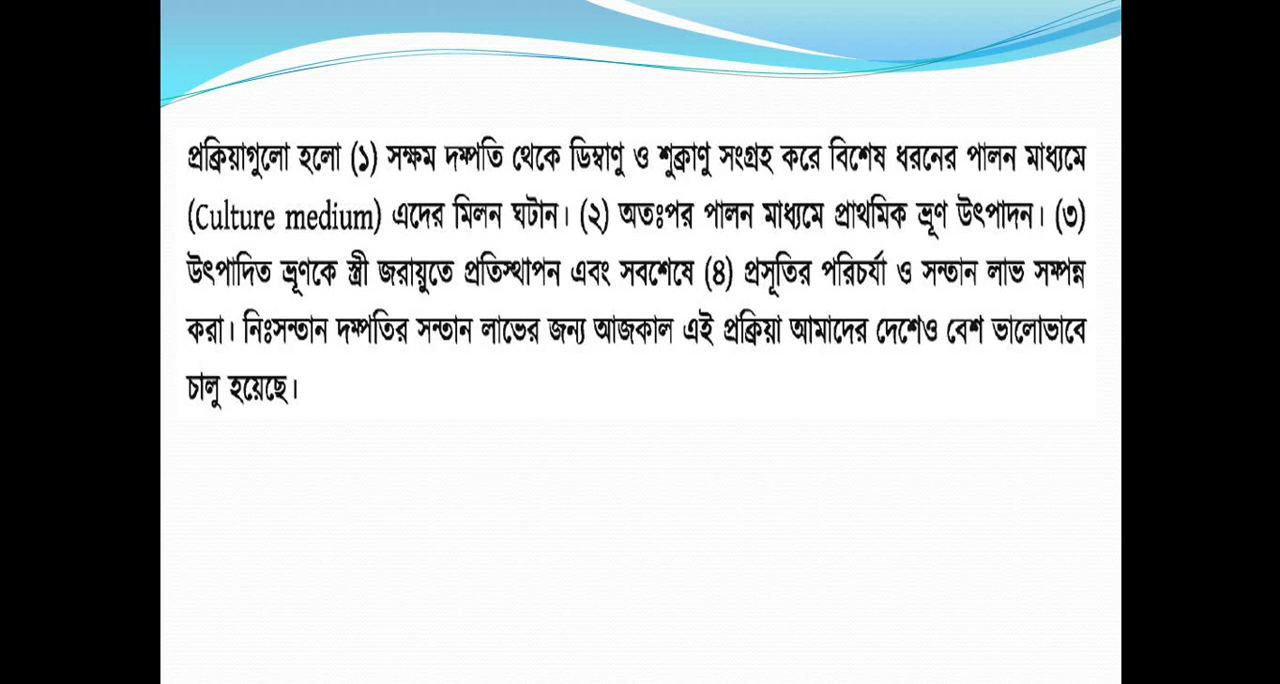 প্রক্রিয়াগুলো হলো (১) সক্ষম দম্পতি থেকে ডিম্বাণু ও শুক্রাণু সংগ্রহ করে বিশেষ ধরনের পালন মাধ্যমে
(Culture medium) এদের মিলন ঘটান। (২) অতঃপর পালন মাধ্যমে প্রাথমিক ভ্রূণ উৎপাদন। (৩)
উৎপাদিত ভ্রূণকে স্ত্রী জরায়ুতে প্রতিস্থাপন এবং সবশেষে (৪) প্রসূতির পরিচর্যা ও সন্তান লাভ সম্পন্ন
করা। নিঃসন্তান দম্পতির সন্তান লাভের জন্য আজকাল এই প্রক্রিয়া আমাদের দেশেও বেশ ভালোভাবে
চালু হয়েছে।